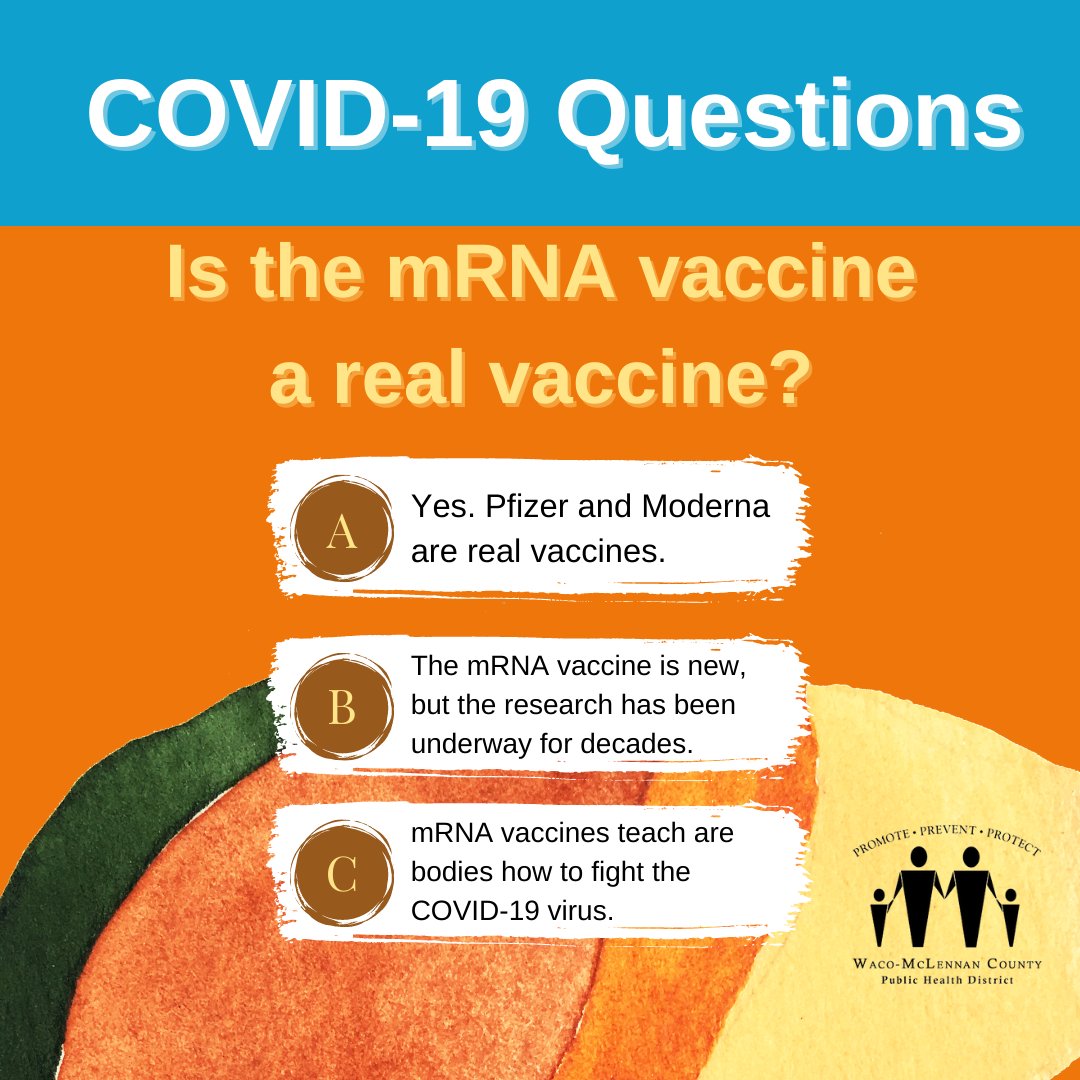 COVID-19 Questions
Is the mRNA vaccine
a real vaccine?
A
Yes. Pfizer and Moderna
are real vaccines.
B
The mRNA vaccine is new,
but the research has been
underway for decades.
C
mRNA vaccines teach are
bodies how to fight the
COVID-19 virus.
PROMOTE • PREVENT • PROTECT
WACO-MCLENNAN COUNTY
Public Health District